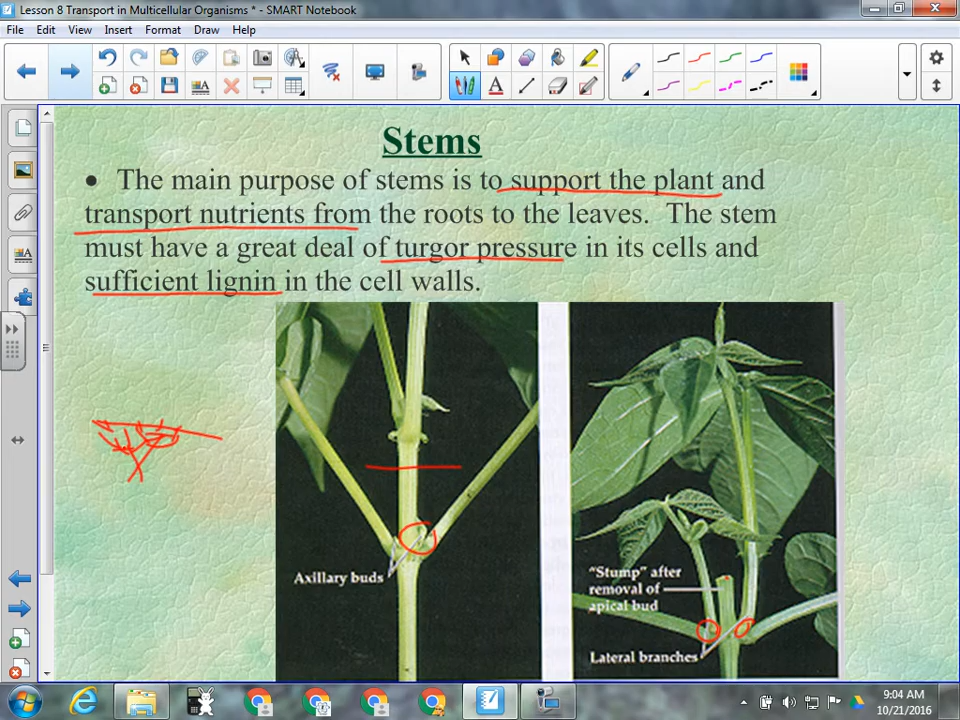 Lesson 8 Transport in Multicellular Organisms * - SMART Notebook
File Edit View Insert Format Draw Help
Stems
• The main purpose of stems is to support the plant and
transport nutrients from the roots to the leaves. The stem
must have a great deal of turgor pressure in its cells and
sufficient lignin in the cell walls.
Axillary buds
"Stump" after
removal of
apical bud
Lateral branches
9:04 AM
10/21/2016